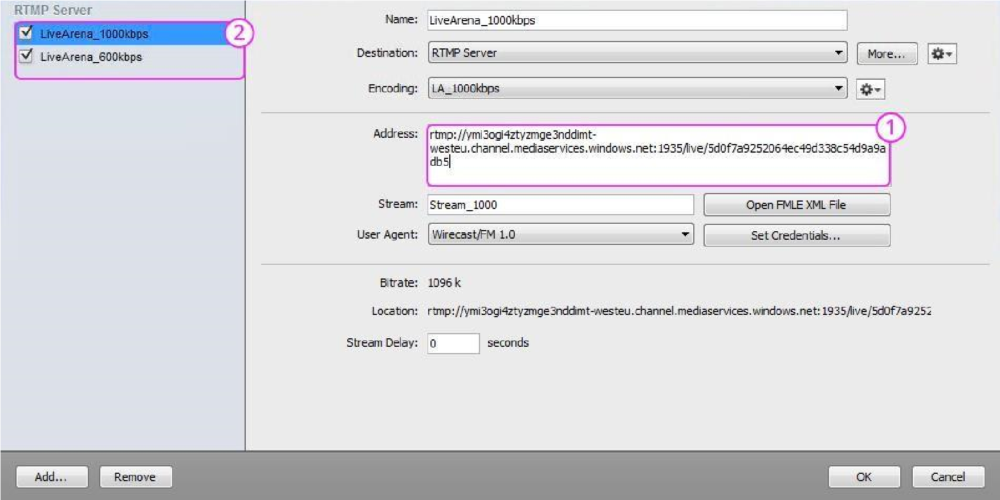 RTMP Server
LiveArena_1000kbps
2
LiveArena_600kbps
Name: LiveArena_1000kbps
Destination: RTMP Server More...
Encoding: LA_1000kbps
1
Address: rtmp://ymi3ogi4ztyzmge3nddimt-
westeu.channel.mediaservices.windows.net:1935/live/5d0f7a9252064ec49d338c54d9a9a
db5
Stream: Stream_1000 Open FMLE XML File
User Agent: Wirecast/FM 1.0 Set Credentials...
Bitrate: 1096 k
Location: rtmp://ymi3ogi4ztyzmge3nddimt-westeu.channel.mediaservices.windows.net:1935/live/5d0f7a9252
Stream Delay: 0 seconds
Add... Remove OK Cancel